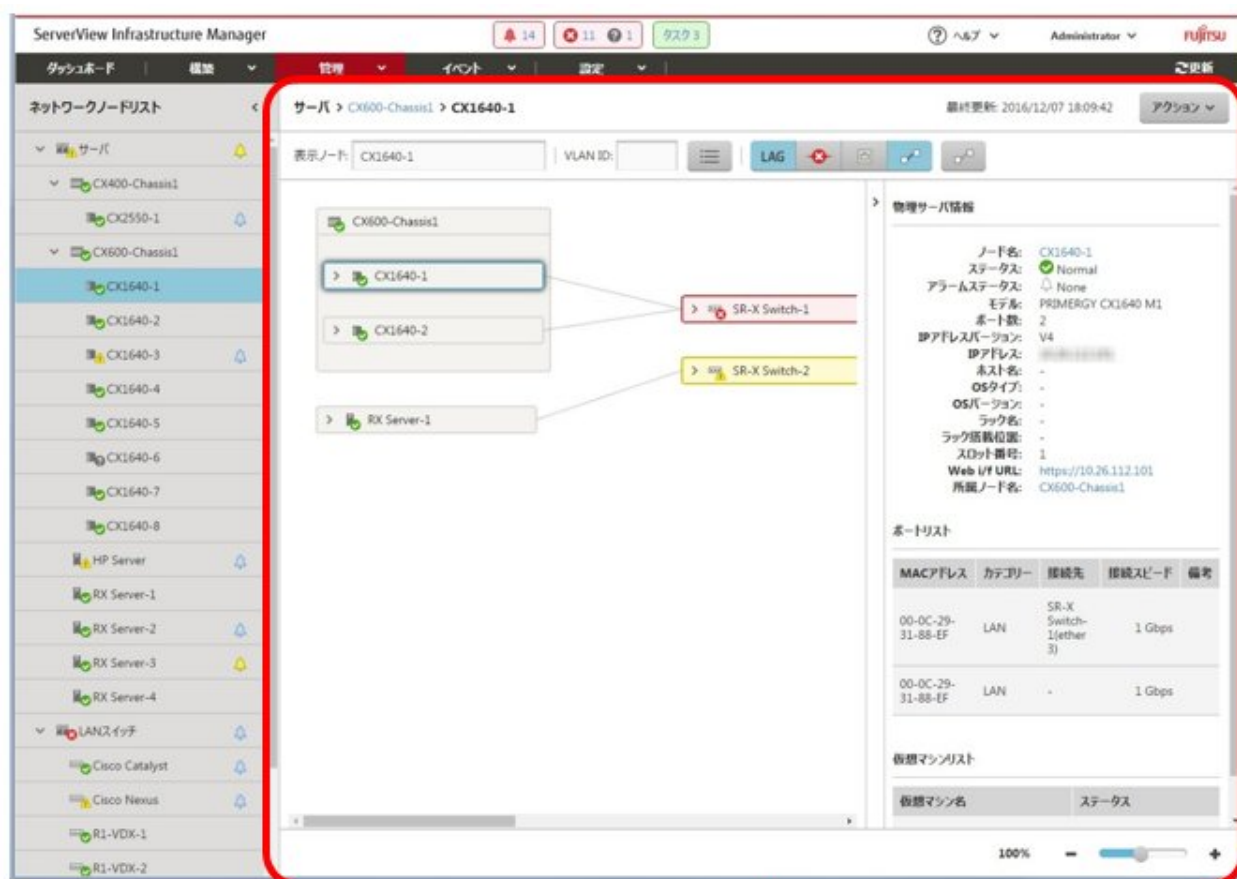 ServerView Infrastructure Manager
14
11
1
タスク 3
ヘルプ
Administrator
FUJITSU
ダッシュボード
構築
管理
イベント
設定
更新
ネットワークノードリスト
サーバ > CX600-Chassis1 > CX1640-1
最終更新: 2016/12/07 18:09:42
アクション
表示ノード: CX1640-1
VLAN ID:
LAG
サーバ
CX400-Chassis1
CX2550-1
CX600-Chassis1
CX1640-1
CX1640-2
CX1640-3
CX1640-4
CX1640-5
CX1640-6
CX1640-7
CX1640-8
HP Server
RX Server-1
RX Server-2
RX Server-3
RX Server-4
LANスイッチ
Cisco Catalyst
Cisco Nexus
R1-VDX-1
R1-VDX-2
CX600-Chassis1
CX1640-1
CX1640-2
RX Server-1
SR-X Switch-1
SR-X Switch-2
物理サーバ情報
ノード名: CX1640-1
ステータス: Normal
アラームステータス: None
モデル: PRIMERGY CX1640 M1
ポート数: 2
IPアドレスバージョン: V4
IPアドレス:
ホスト名: -
OSタイプ: -
OSバージョン: -
ラック名: -
ラック搭載位置: -
スロット番号: 1
Web i/f URL: https://10.26.112.101
所属ノード名: CX600-Chassis1
ポートリスト
MACアドレス カテゴリー 接続先 接続スピード 備考
00-0C-29-31-88-EF LAN SR-X Switch-1(ether 3) 1 Gbps
00-0C-29-31-88-EF LAN - 1 Gbps
仮想マシンリスト
仮想マシン名 ステータス
100%